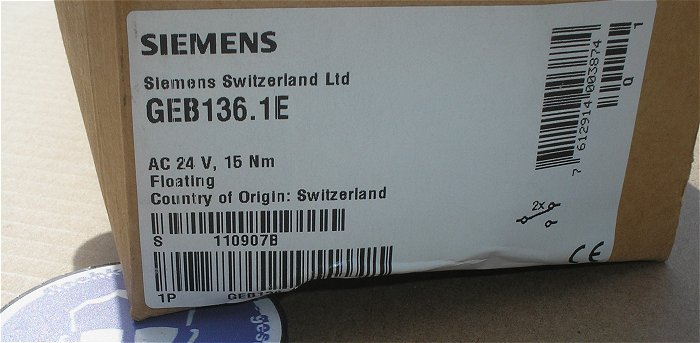 SIEMENS
Siemens Switzerland Ltd
GEB136.1E
AC 24 V, 15 Nm
Floating
Country of Origin: Switzerland
S 110907B
1P
7 612914 003874
1
Q
2x
CE